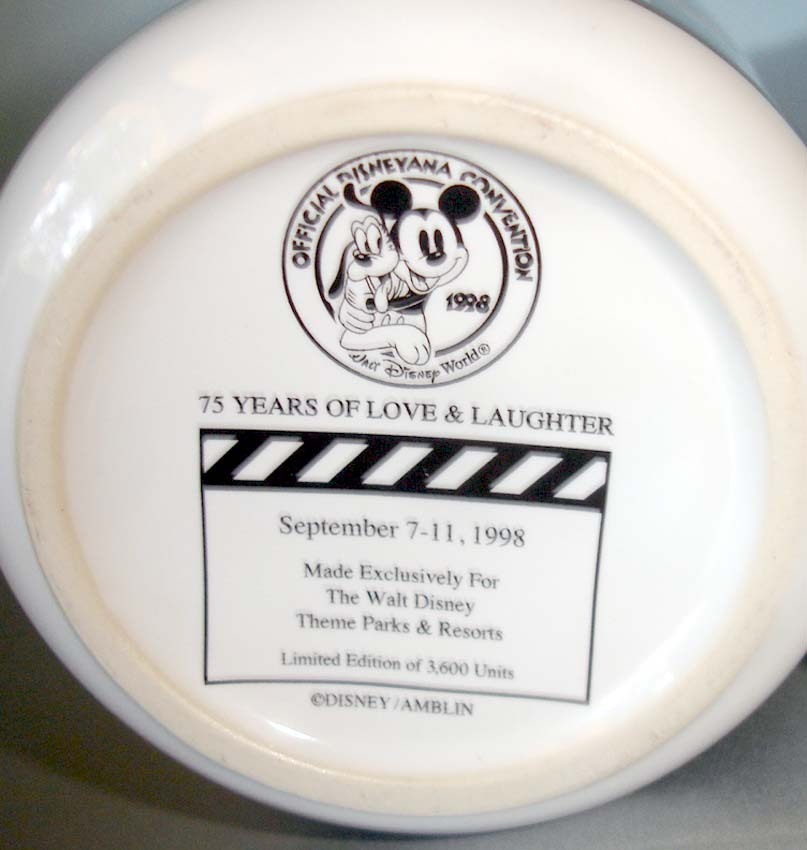 OFFICIAL DISNEYANA CONVENTION
1998
WALT DISNEY World®
75 YEARS OF LOVE & LAUGHTER
September 7-11, 1998
Made Exclusively For
The Walt Disney
Theme Parks & Resorts
Limited Edition of 3,600 Units
©DISNEY/AMBLIN